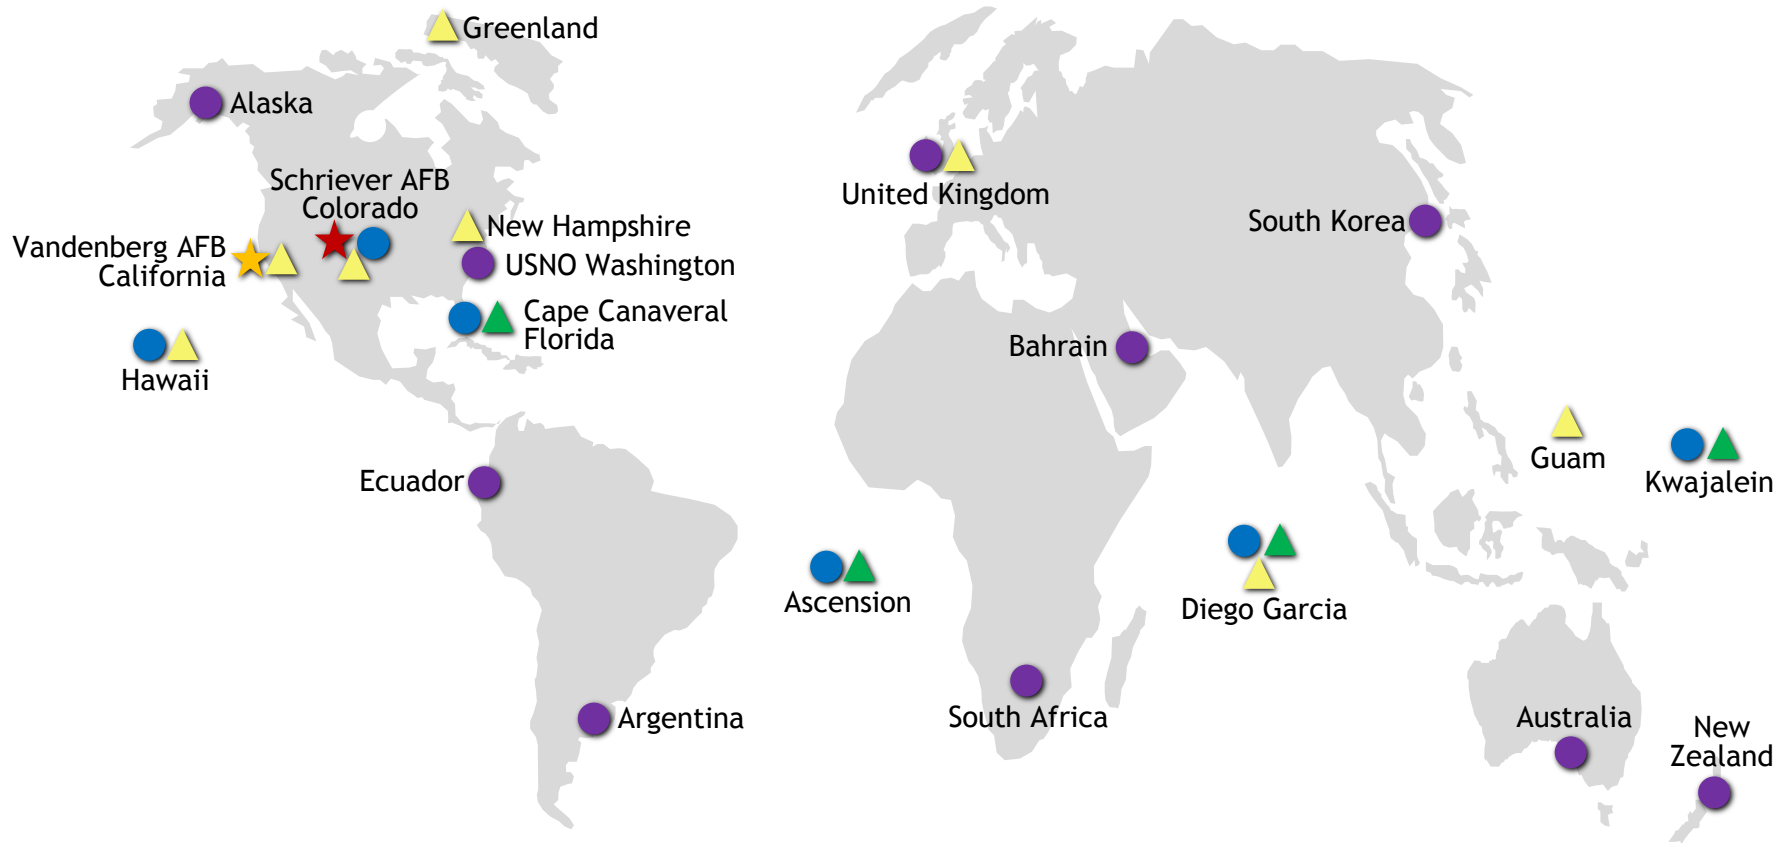 Greenland
Alaska
Schriever AFB
Colorado
United Kingdom
New Hampshire
South Korea
Vandenberg AFB
California
USNO Washington
Cape Canaveral
Florida
Bahrain
Hawaii
Guam
Ecuador
Kwajalein
Ascension
Diego Garcia
Argentina
South Africa
Australia
New
Zealand